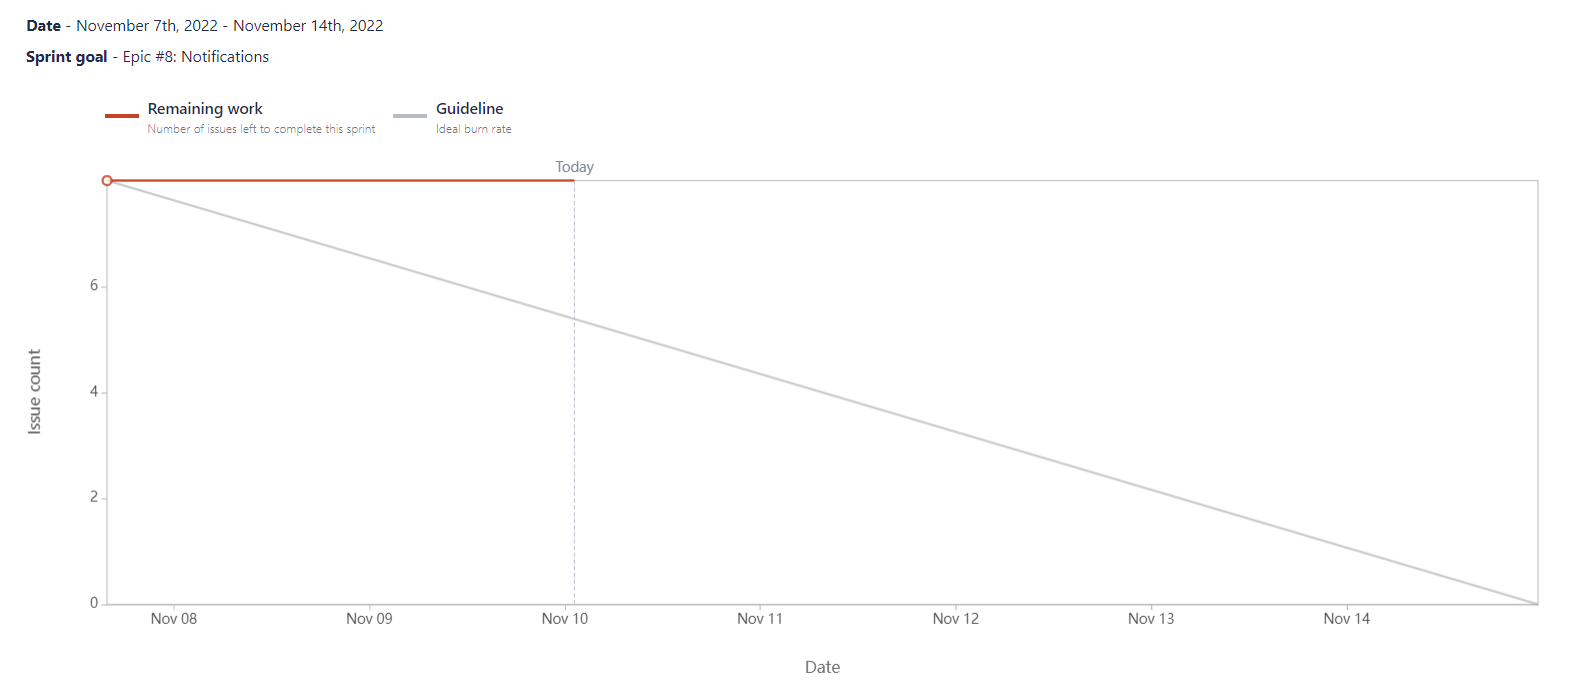 Date - November 7th, 2022 - November 14th, 2022
Sprint goal - Epic #8: Notifications
Remaining work
Number of issues left to complete this sprint
Guideline
Ideal burn rate
Today
6
4
2
0
Issue count
Nov 08
Nov 09
Nov 10
Nov 11
Nov 12
Nov 13
Nov 14
Date